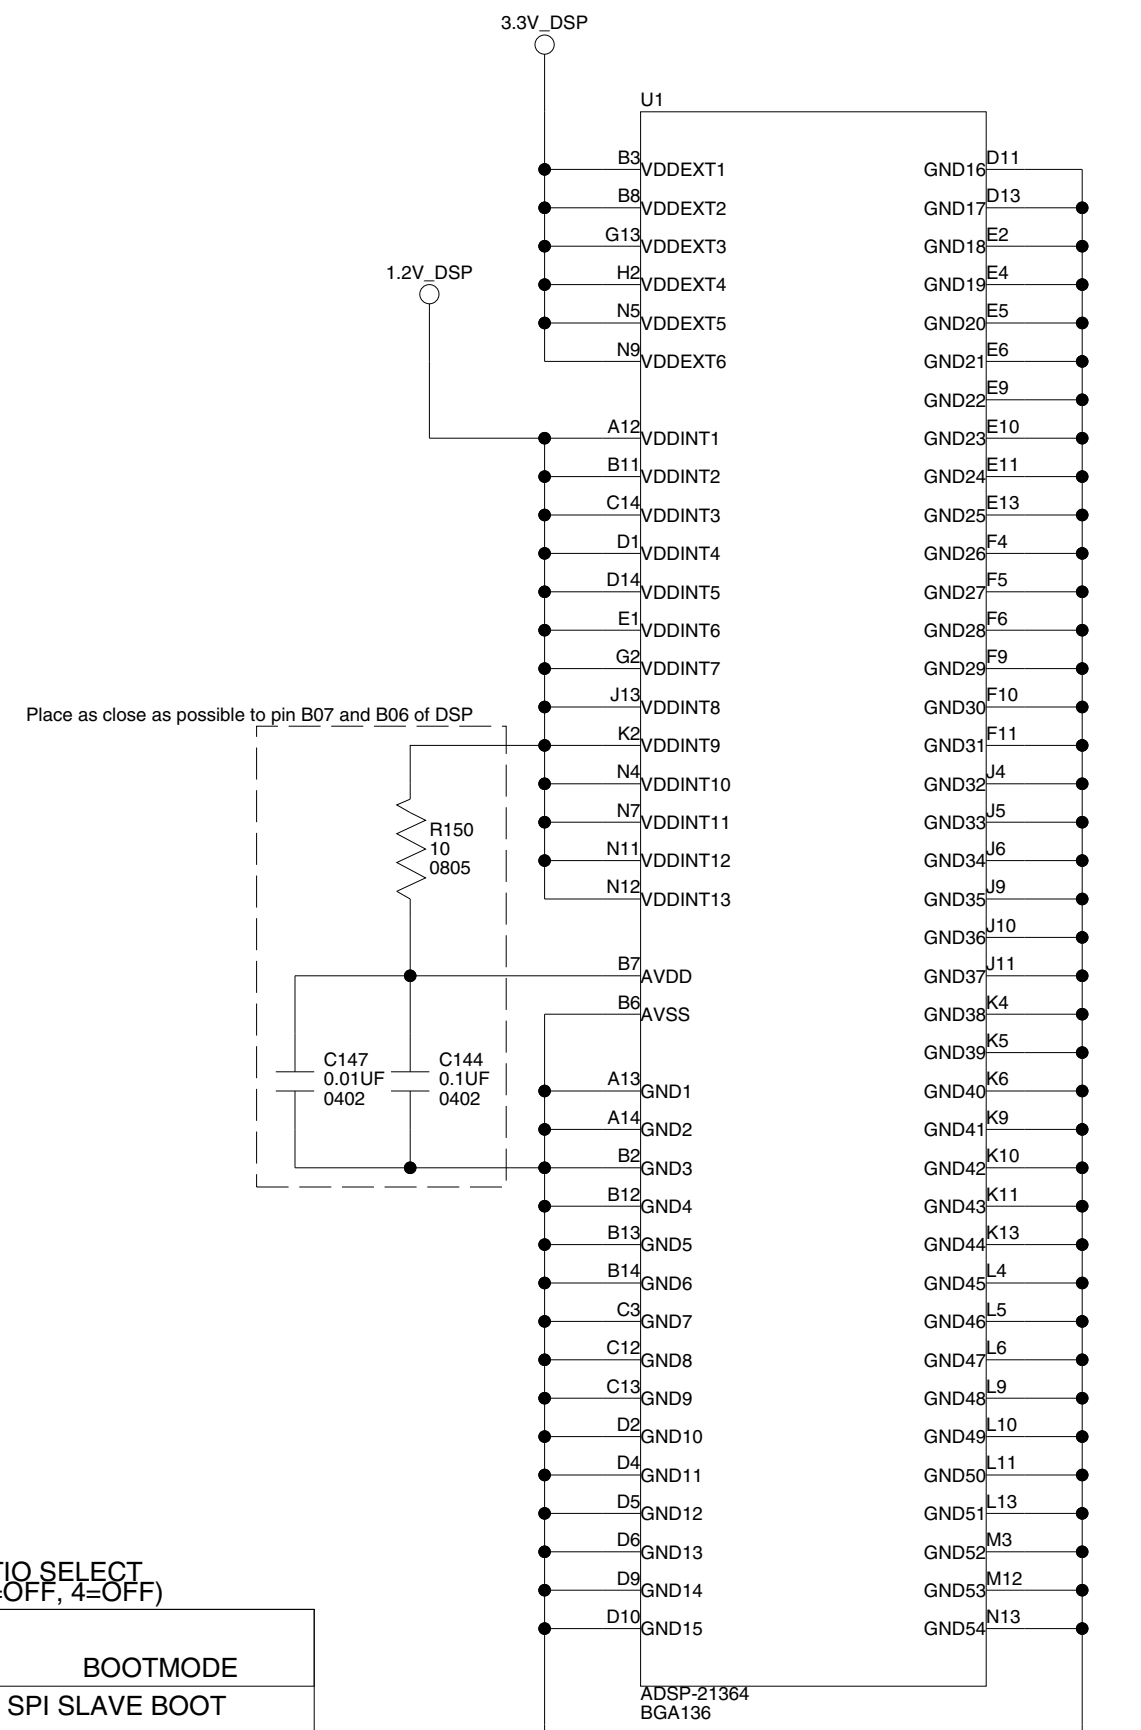 3.3V_DSP
U1
B3 VDDEXT1 GND16 D11
B8 VDDEXT2 GND17 D13
G13 VDDEXT3 GND18 E2
1.2V_DSP
H2 VDDEXT4 GND19 E4
N5 VDDEXT5 GND20 E5
N9 VDDEXT6 GND21 E6
GND22 E9
A12 VDDINT1 GND23 E10
B11 VDDINT2 GND24 E11
C14 VDDINT3 GND25 E13
D1 VDDINT4 GND26 F4
D14 VDDINT5 GND27 F5
E1 VDDINT6 GND28 F6
G2 VDDINT7 GND29 F9
J13 VDDINT8 GND30 F10
Place as close as possible to pin B07 and B06 of DSP
K2 VDDINT9 GND31 F11
N4 VDDINT10 GND32 J4
N7 VDDINT11 GND33 J5
R150
10
0805
N11 VDDINT12 GND34 J6
N12 VDDINT13 GND35 J9
GND36 J10
B7 AVDD GND37 J11
B6 AVSS GND38 K4
GND39 K5
C147
0.01UF
0402
C144
0.1UF
0402
A13 GND1 GND40 K6
A14 GND2 GND41 K9
B2 GND3 GND42 K10
B12 GND4 GND43 K11
B13 GND5 GND44 K13
B14 GND6 GND45 L4
C3 GND7 GND46 L5
C12 GND8 GND47 L6
C13 GND9 GND48 L9
D2 GND10 GND49 L10
D4 GND11 GND50 L11
D5 GND12 GND51 L13
D6 GND13 GND52 M3
D9 GND14 GND53 M12
D10 GND15 GND54 N13
ADSP-21364
BGA136
TIO SELECT
=OFF, 4=OFF)
BOOTMODE
SPI SLAVE BOOT